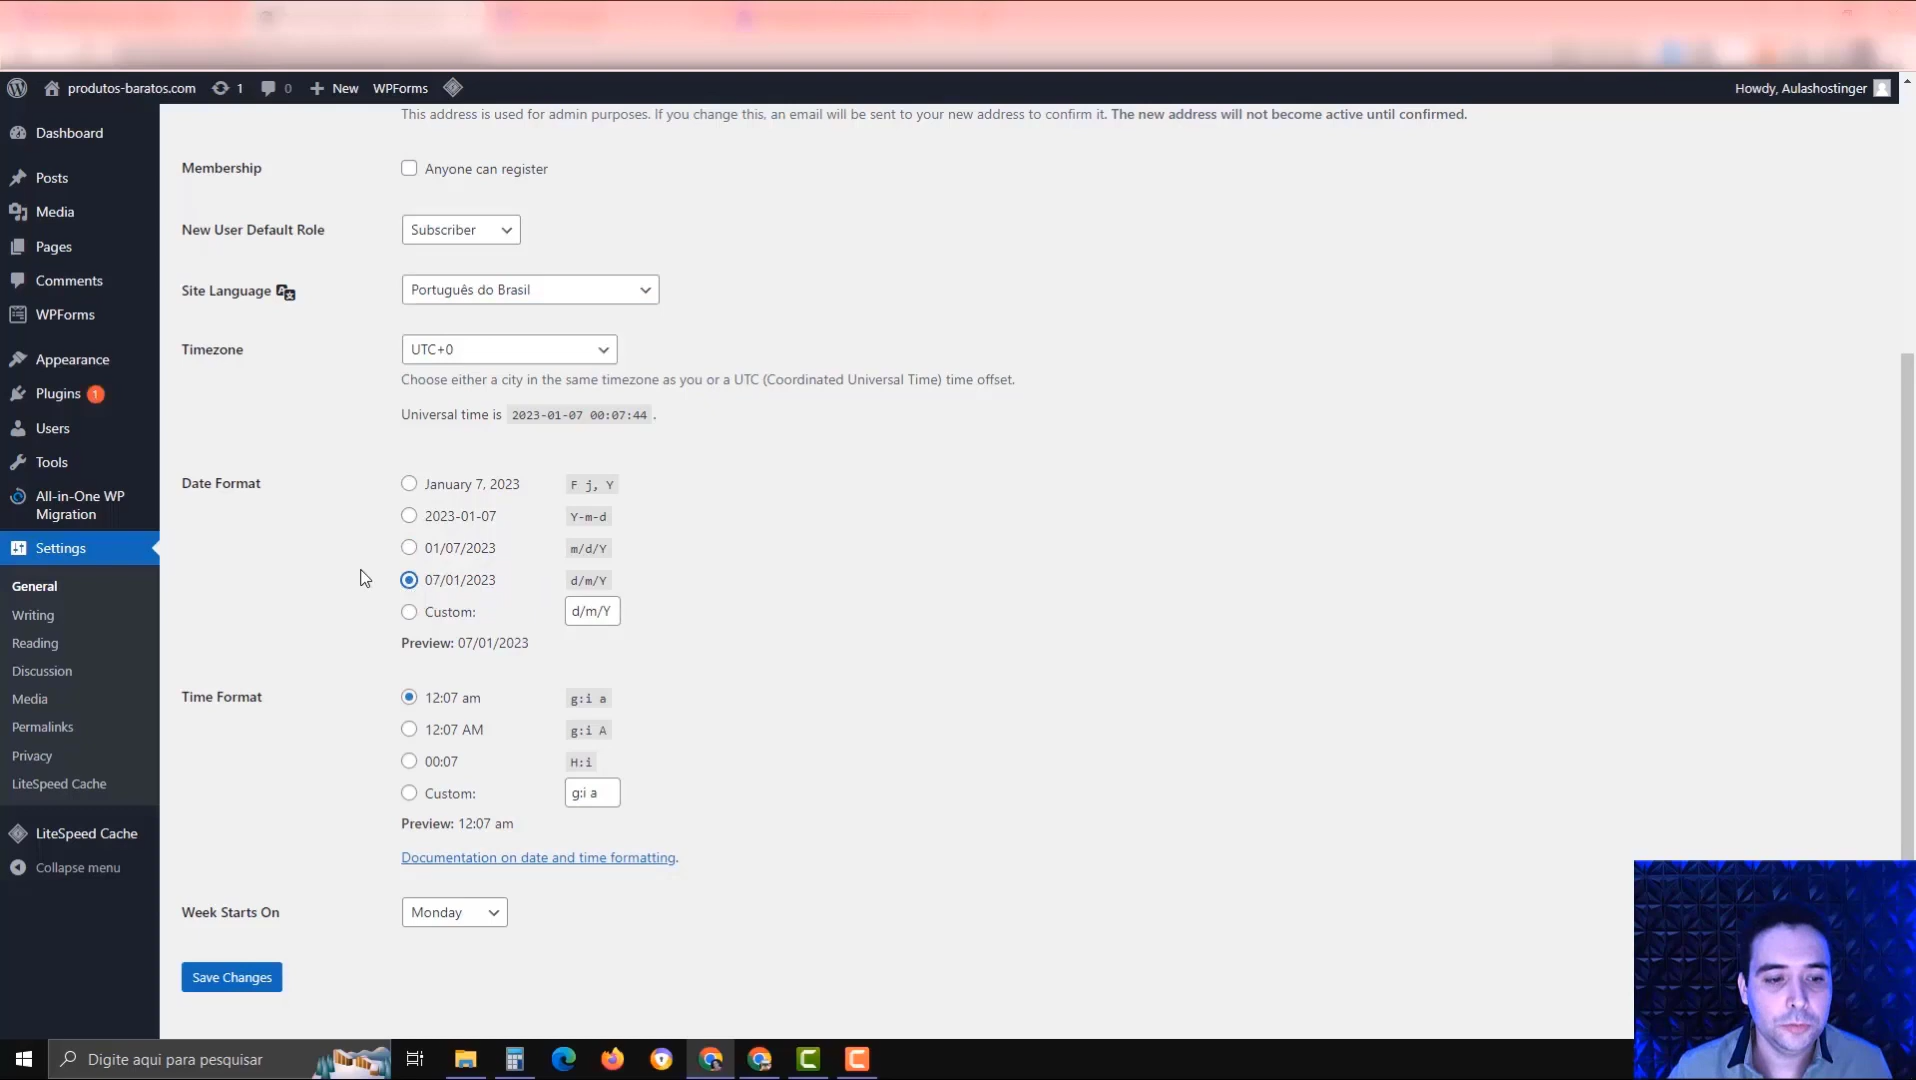 produtos-baratos.com 1 0 New WPForms Howdy, Aulashostinger
This address is used for admin purposes. If you change this, an email will be sent to your new address to confirm it. The new address will not become active until confirmed.
Dashboard
Posts
Media
Pages
Comments
WPForms
Appearance
Plugins 1
Users
Tools
All-in-One WP
Migration
Settings
General
Writing
Reading
Discussion
Media
Permalinks
Privacy
LiteSpeed Cache
LiteSpeed Cache
Collapse menu
Membership Anyone can register
New User Default Role Subscriber
Site Language Português do Brasil
Timezone UTC+0
Choose either a city in the same timezone as you or a UTC (Coordinated Universal Time) time offset.
Universal time is 2023-01-07 00:07:44 .
Date Format January 7, 2023 F j, Y
2023-01-07 Y-m-d
01/07/2023 m/d/Y
07/01/2023 d/m/Y
Custom: d/m/Y
Preview: 07/01/2023
Time Format 12:07 am g:i a
12:07 AM g:i A
00:07 H:i
Custom: g:i a
Preview: 12:07 am
Documentation on date and time formatting.
Week Starts On Monday
Save Changes
Digite aqui para pesquisar